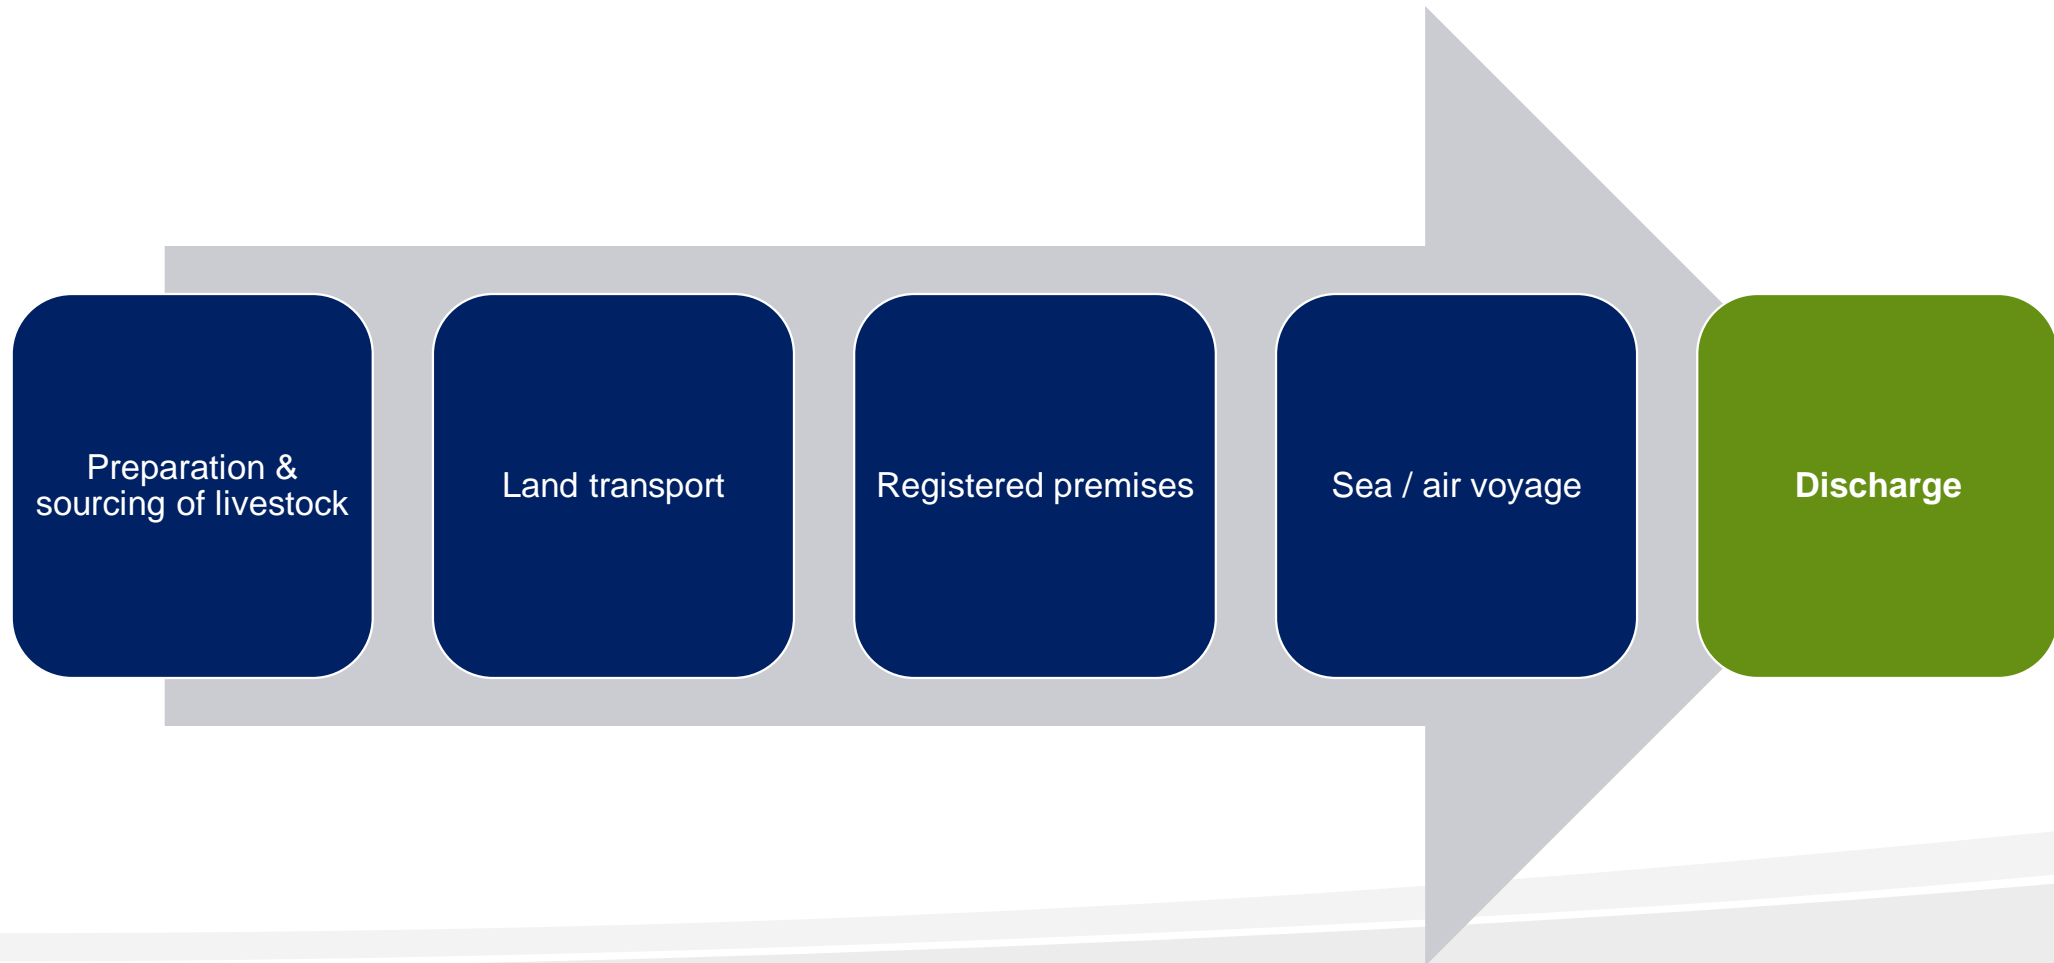 Preparation &
sourcing of livestock
Land transport
Registered premises
Sea / air voyage
Discharge